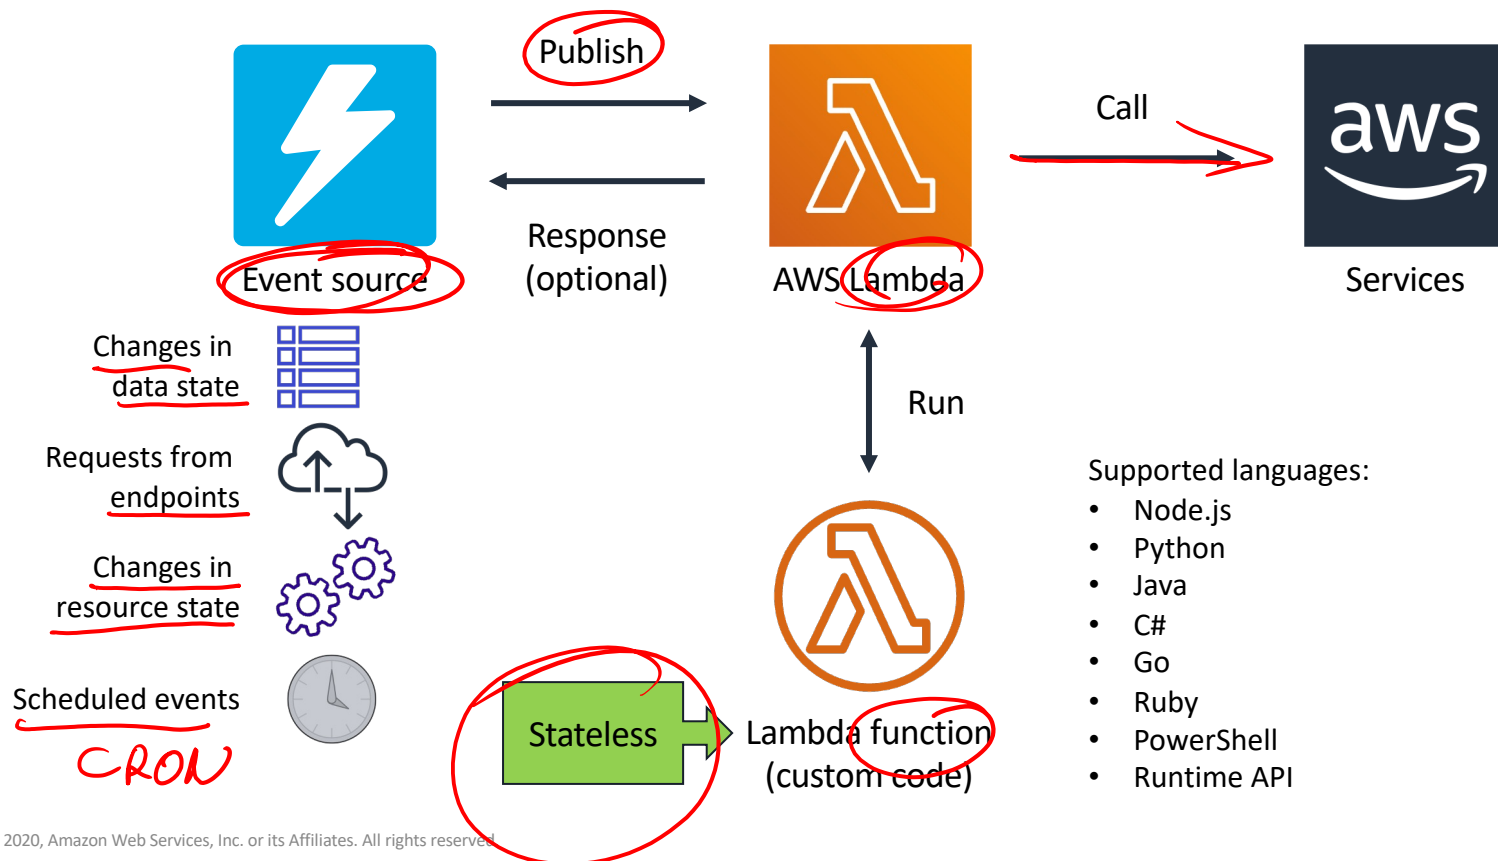 Publish
Call
aws
Response
(optional)
Event source
AWS Lambda
Services
Changes in
data state
Run
Requests from
endpoints
Supported languages:
• Node.js
• Python
• Java
• C#
• Go
• Ruby
• PowerShell
• Runtime API
Changes in
resource state
Scheduled events
CRON
Stateless
Lambda function
(custom code)
2020, Amazon Web Services, Inc. or its Affiliates. All rights reserved